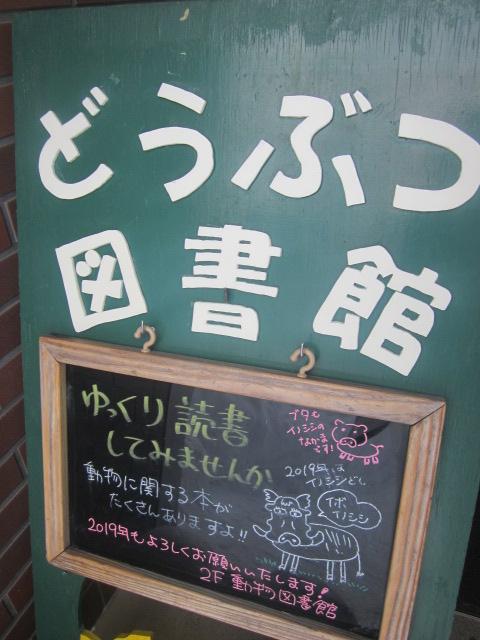 どうぶつ
図書館
ゆっくり読書
してみませんか
動物に関する本が
たくさんありますよ!!
ブタも
イノシシの
なかま
です!
2019年は
イノシシどし
イボ
イノシシ
2019年もよろしくお願いいたします!
2F 動物図書館